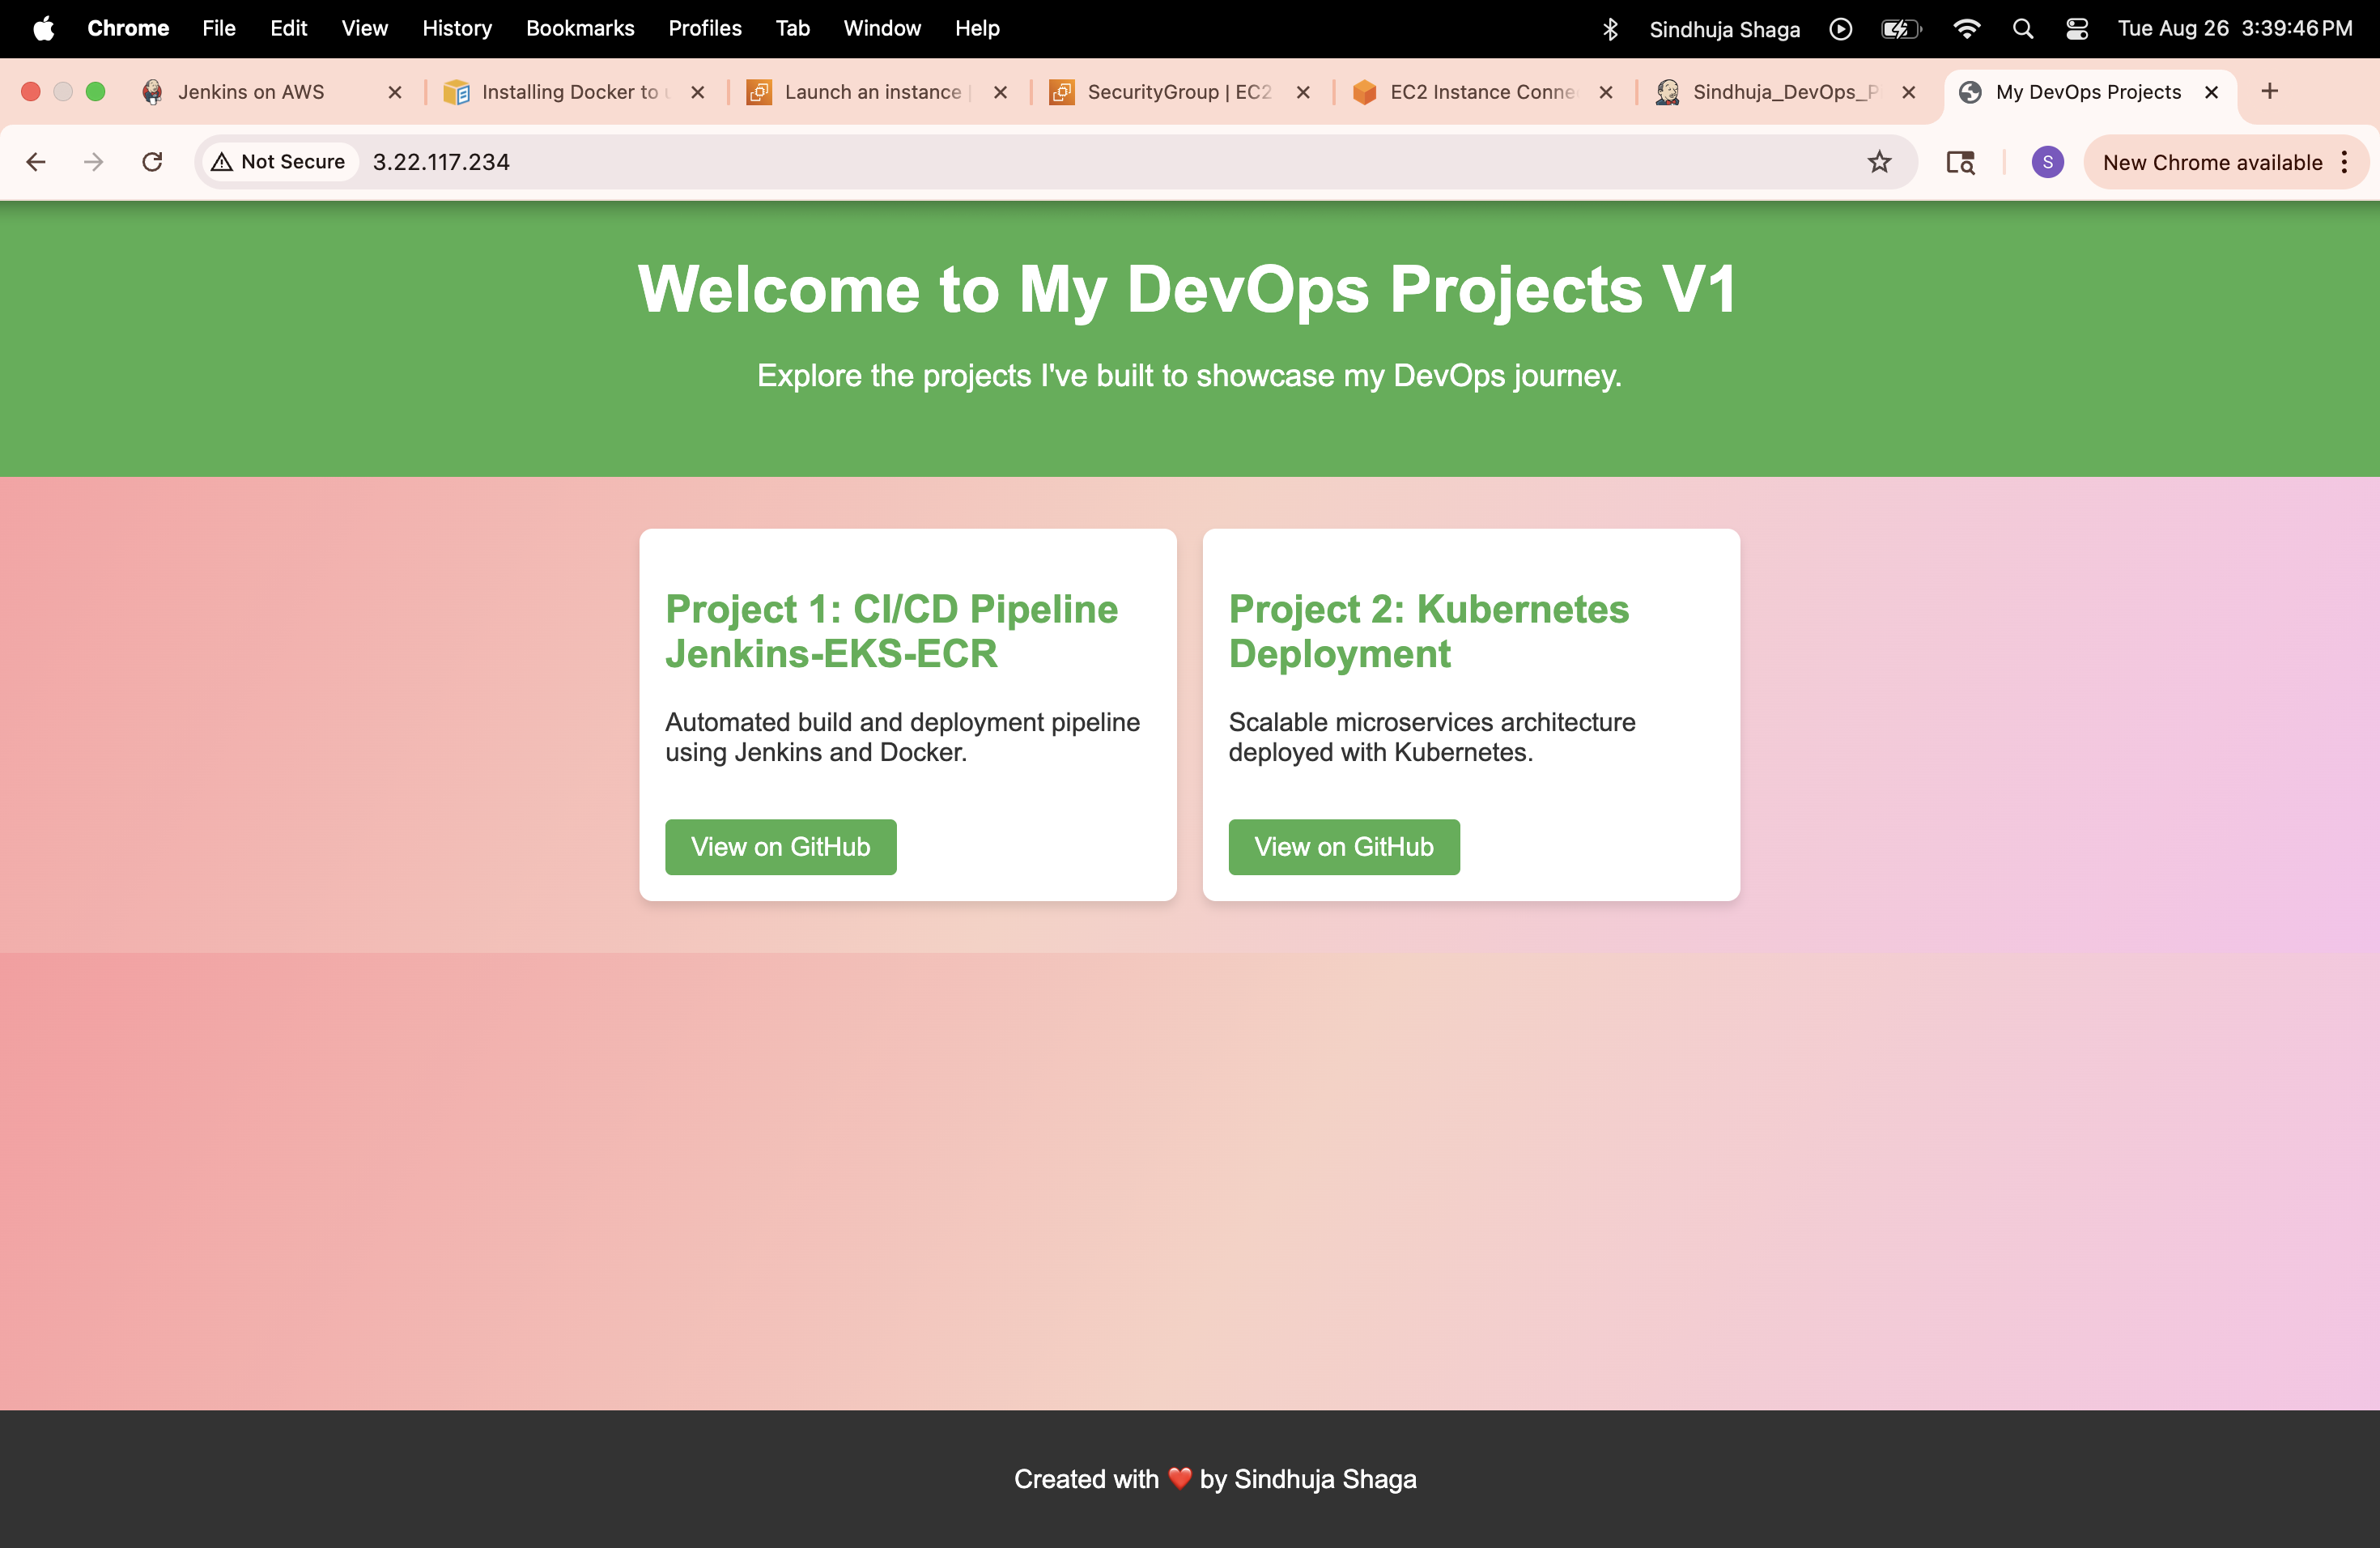 Chrome File Edit View History Bookmarks Profiles Tab Window Help Sindhuja Shaga Tue Aug 26 3:39:46 PM
Jenkins on AWS Installing Docker to Launch an instance SecurityGroup | EC2 EC2 Instance Conne Sindhuja_DevOps_P My DevOps Projects
Not Secure 3.22.117.234 S New Chrome available
Welcome to My DevOps Projects V1
Explore the projects I've built to showcase my DevOps journey.
Project 1: CI/CD Pipeline
Jenkins-EKS-ECR
Automated build and deployment pipeline
using Jenkins and Docker.
View on GitHub
Project 2: Kubernetes
Deployment
Scalable microservices architecture
deployed with Kubernetes.
View on GitHub
Created with ❤️ by Sindhuja Shaga